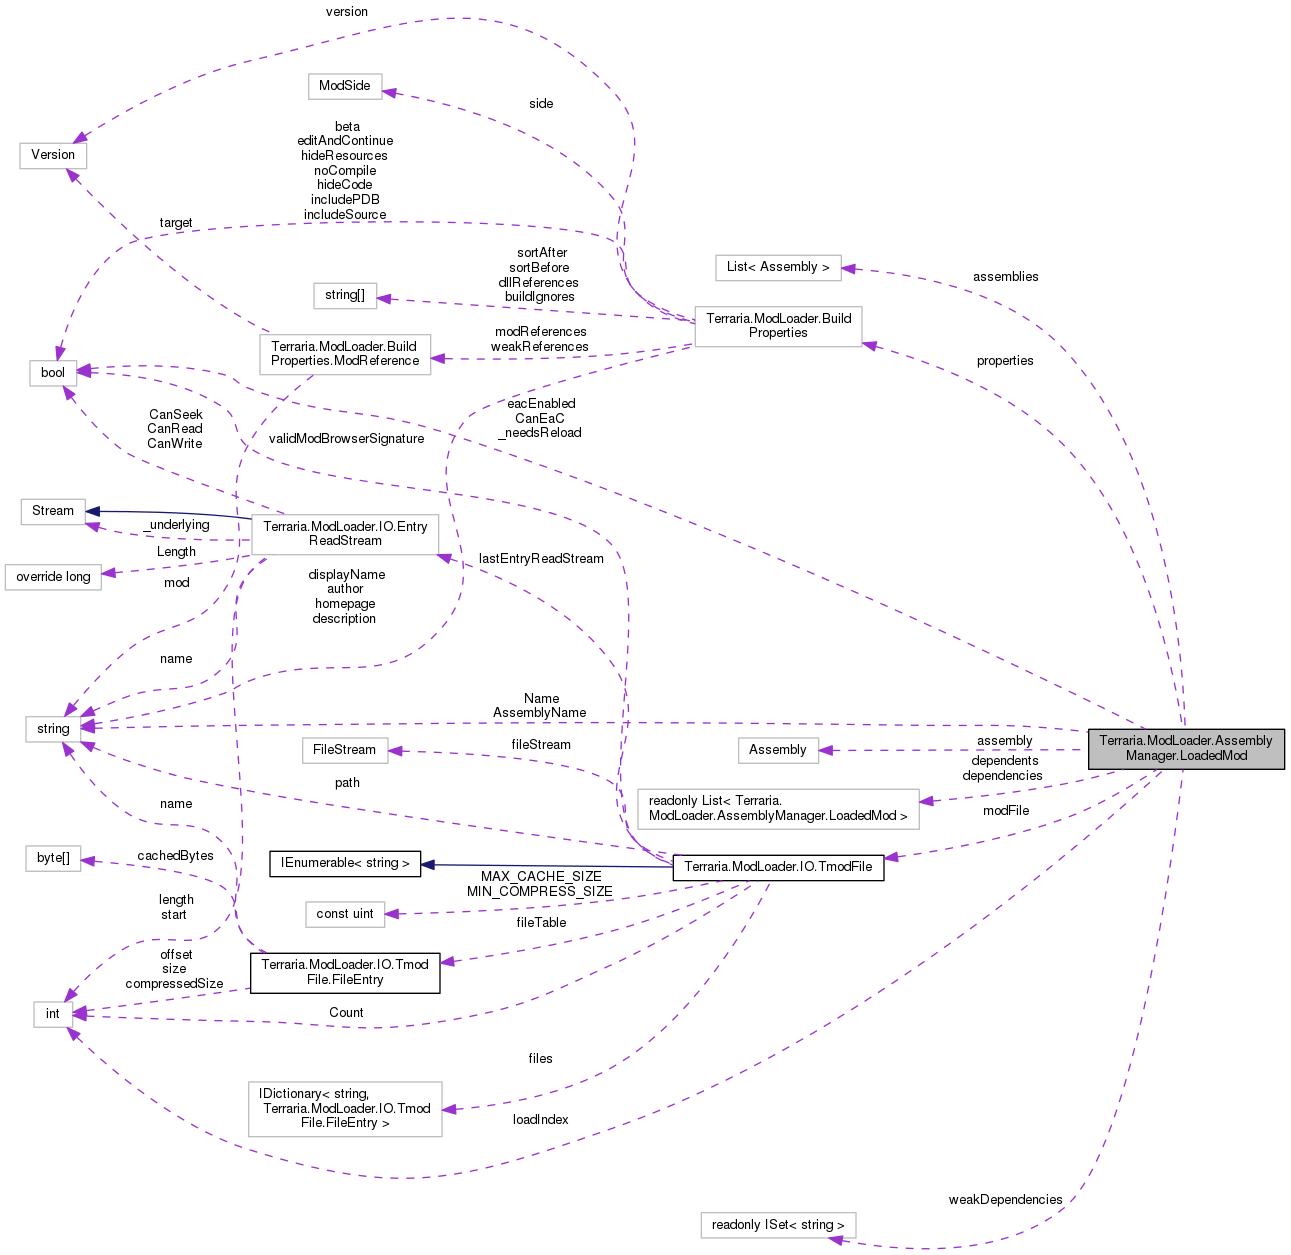 version
ModSide
side
beta
editAndContinue
hideResources
noCompile
hideCode
includePDB
includeSource
Version
target
sortAfter
sortBefore
dllReferences
buildIgnores
List< Assembly >
assemblies
string[]
Terraria.ModLoader.Build
Properties
modReferences
weakReferences
Terraria.ModLoader.Build
Properties.ModReference
properties
bool
eacEnabled
CanEaC
_needsReload
CanSeek
CanRead
CanWrite
validModBrowserSignature
Stream
_underlying
Terraria.ModLoader.IO.Entry
ReadStream
Length
lastEntryReadStream
override long
mod
displayName
author
homepage
description
name
Name
AssemblyName
string
FileStream
fileStream
Assembly
assembly
Terraria.ModLoader.Assembly
Manager.LoadedMod
dependents
dependencies
path
readonly List< Terraria.
ModLoader.AssemblyManager.LoadedMod >
modFile
name
byte[]
cachedBytes
IEnumerable< string >
Terraria.ModLoader.IO.TmodFile
MAX_CACHE_SIZE
MIN_COMPRESS_SIZE
length
start
const uint
fileTable
offset
size
compressedSize
Terraria.ModLoader.IO.Tmod
File.FileEntry
int
Count
files
IDictionary< string,
Terraria.ModLoader.IO.Tmod
File.FileEntry >
loadIndex
weakDependencies
readonly ISet< string >